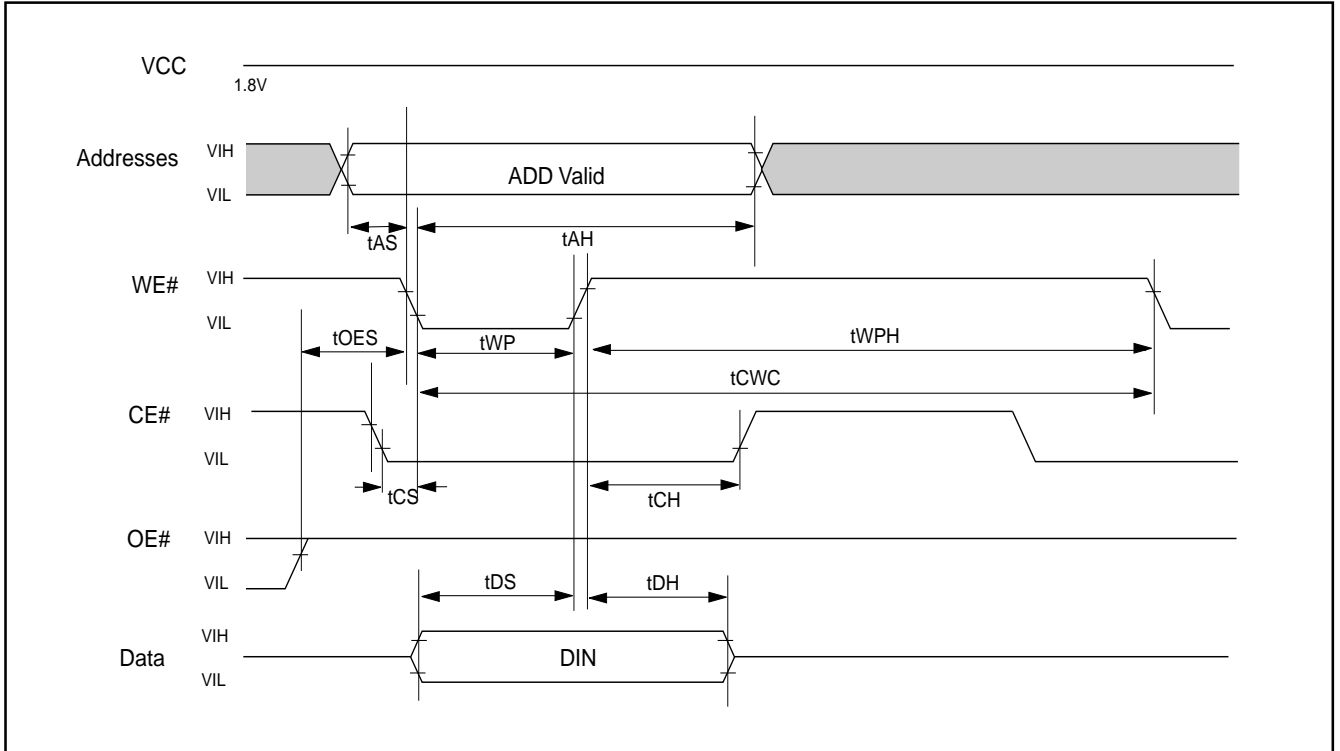 VCC
1.8V
Addresses
VIH
VIL
ADD Valid
tAS
tAH
WE#
VIH
VIL
tOES
tWP
tWPH
tCWC
CE#
VIH
VIL
tCS
tCH
OE#
VIH
VIL
tDS
tDH
Data
VIH
VIL
DIN